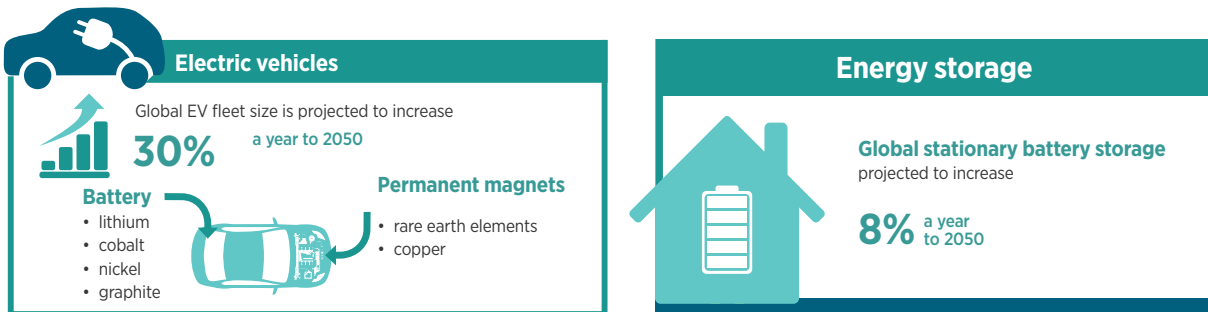 Electric vehicles
Global EV fleet size is projected to increase
30% a year to 2050
Battery
• lithium
• cobalt
• nickel
• graphite
Permanent magnets
• rare earth elements
• copper
Energy storage
Global stationary battery storage
projected to increase
8% a year
to 2050